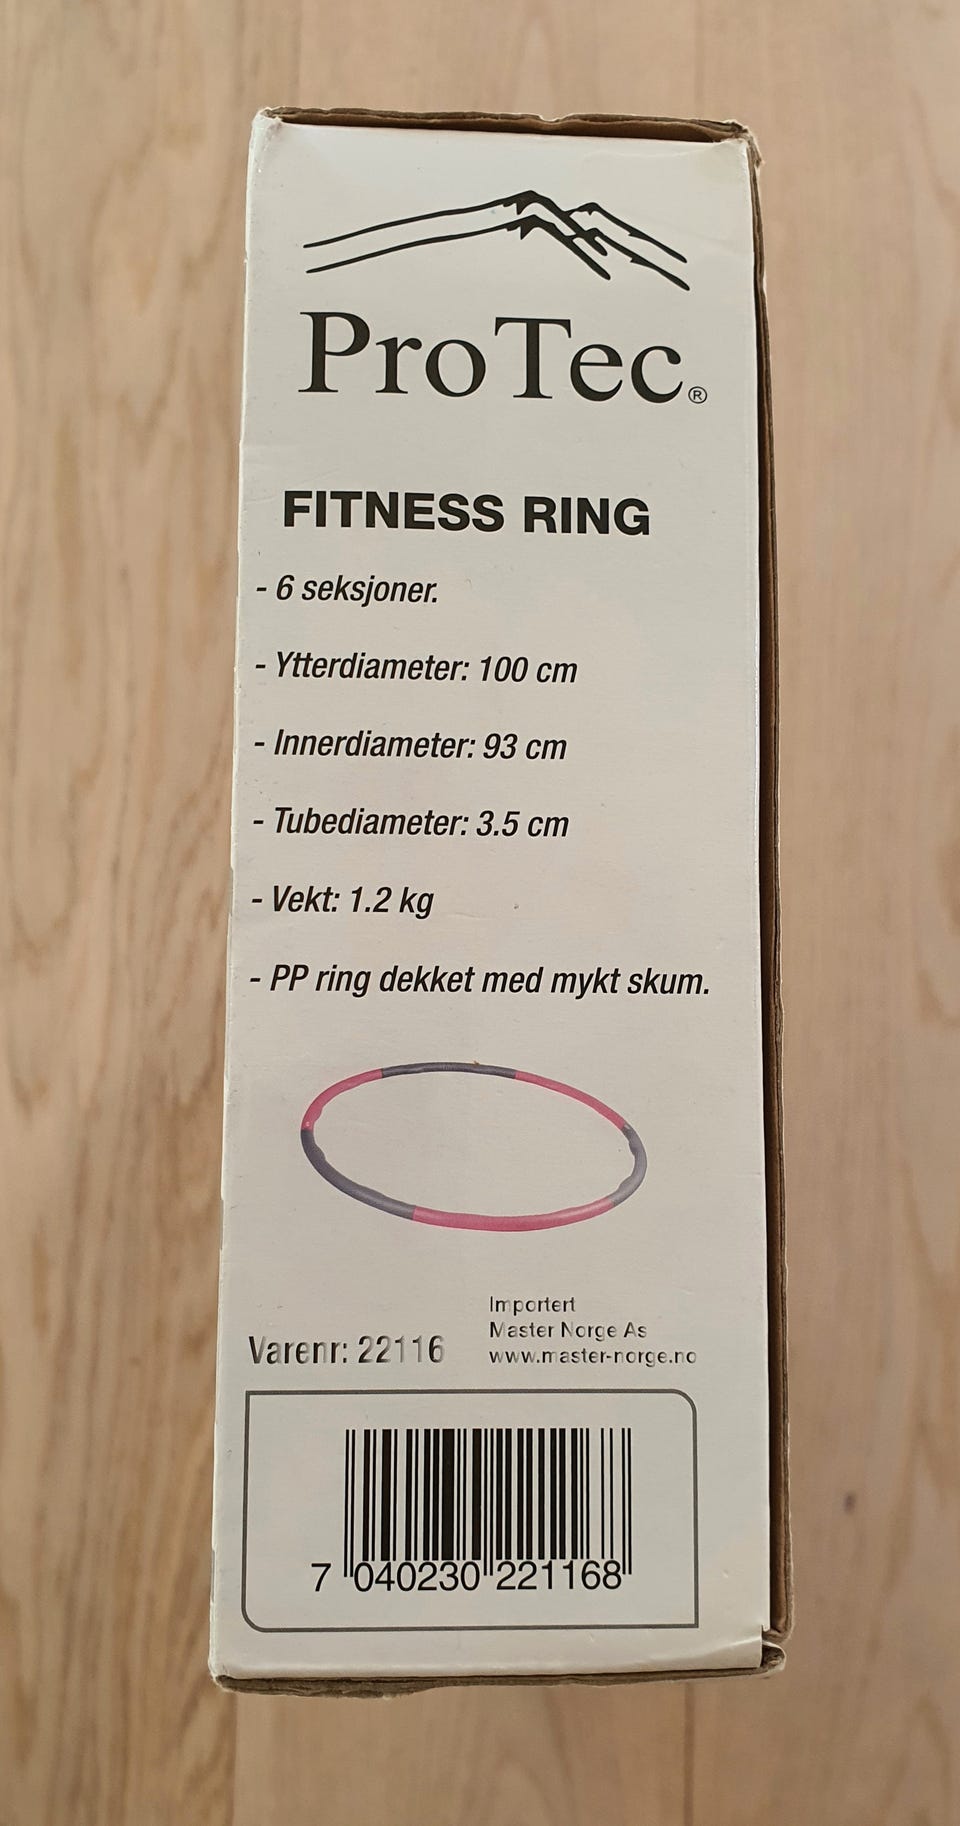 ProTec®
FITNESS RING
- 6 seksjoner.
- Ytterdiameter: 100 cm
- Innerdiameter: 93 cm
- Tubediameter: 3.5 cm
- Vekt: 1.2 kg
- PP ring dekket med mykt skum.
Importert
Master Norge As
Varenr: 22116
www.master-norge.no
7 040230 221168